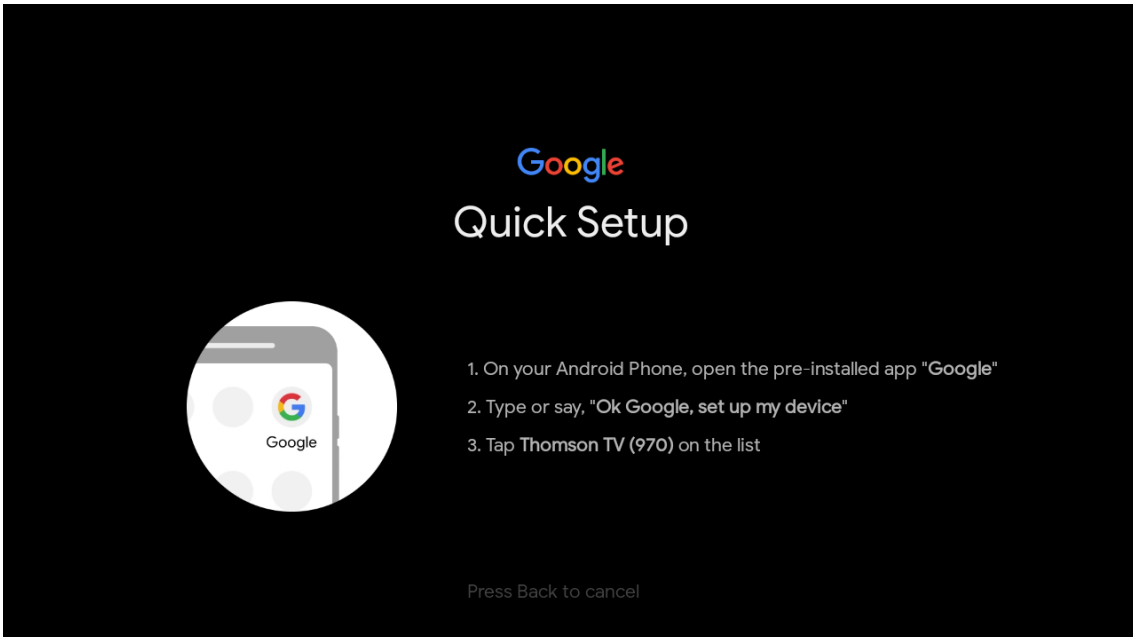 Google
Quick Setup
Google
1. On your Android Phone, open the pre-installed app "Google"
2. Type or say, "Ok Google, set up my device"
3. Tap Thomson TV (970) on the list
Press Back to cancel